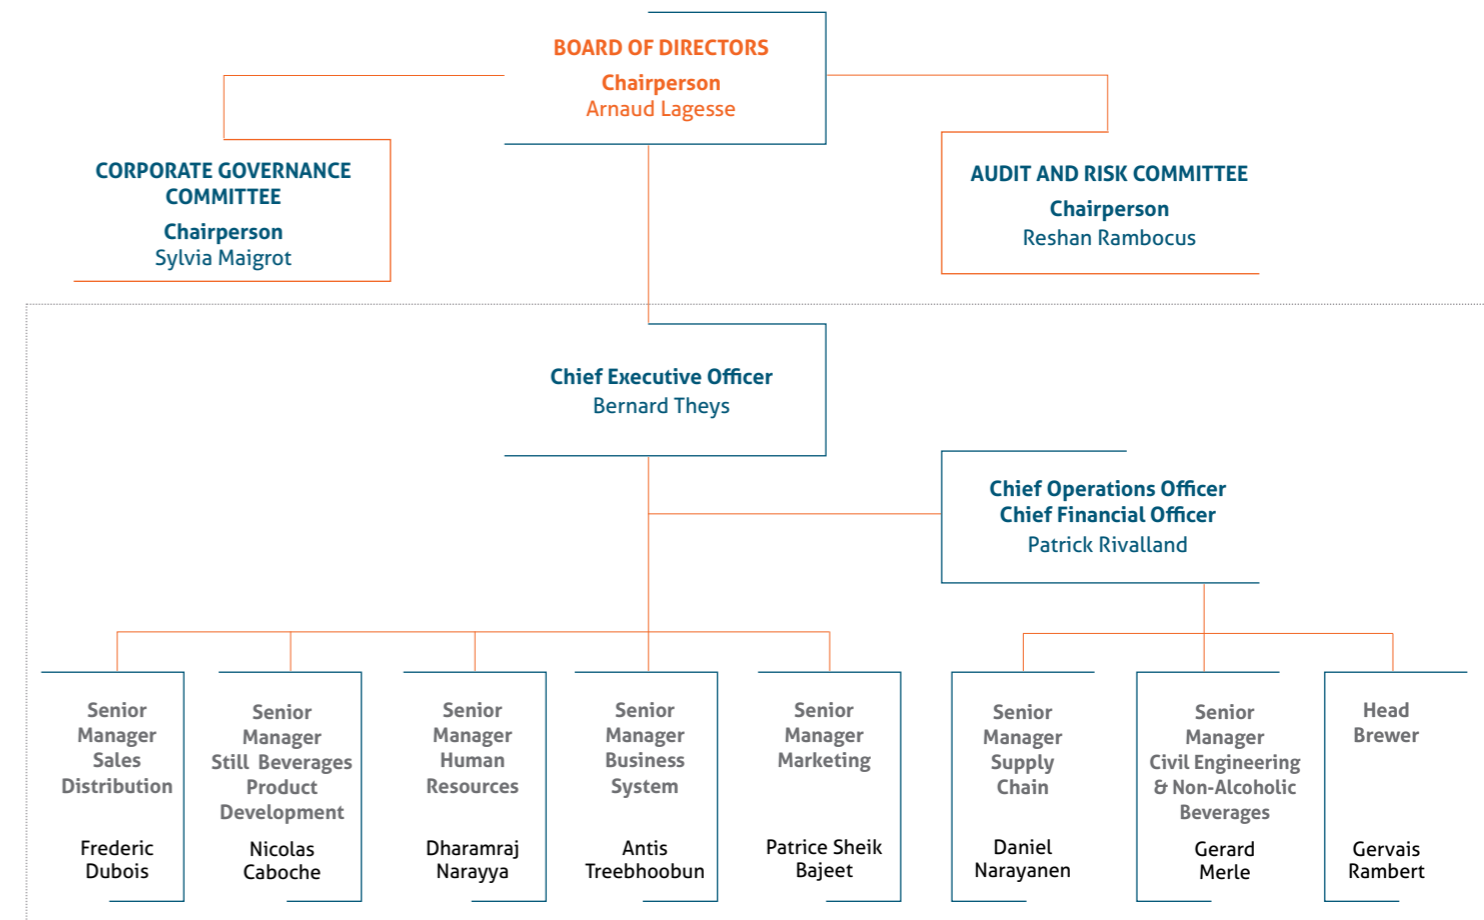 BOARD OF DIRECTORS
Chairperson
Arnaud Lagesse
CORPORATE GOVERNANCE
COMMITTEE
Chairperson
Sylvia Maigrot
AUDIT AND RISK COMMITTEE
Chairperson
Reshan Rambocus
Chief Executive Officer
Bernard Theys
Chief Operations Officer
Chief Financial Officer
Patrick Rivalland
Senior
Manager
Sales
Distribution
Frederic
Dubois
Senior
Manager
Still Beverages
Product
Development
Nicolas
Caboche
Senior
Manager
Human
Resources
Dharamraj
Narayya
Senior
Manager
Business
System
Antis
Treebhoobun
Senior
Manager
Marketing
Patrice Sheik
Bajeet
Senior
Manager
Supply
Chain
Daniel
Narayanen
Senior
Manager
Civil Engineering
& Non-Alcoholic
Beverages
Gerard
Merle
Head
Brewer
Gervais
Rambert